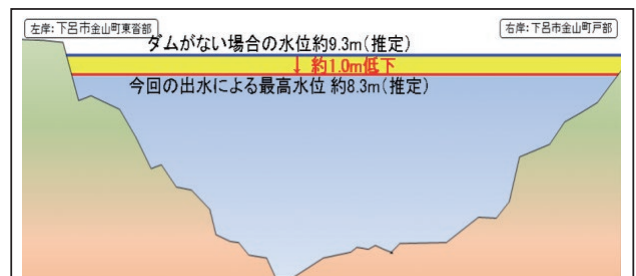 左岸：下呂市金山町東沓部
右岸：下呂市金山町戸部
ダムがない場合の水位約9.3m（推定）
↓ 約1.0m低下
今回の出水による最高水位 約8.3m（推定）